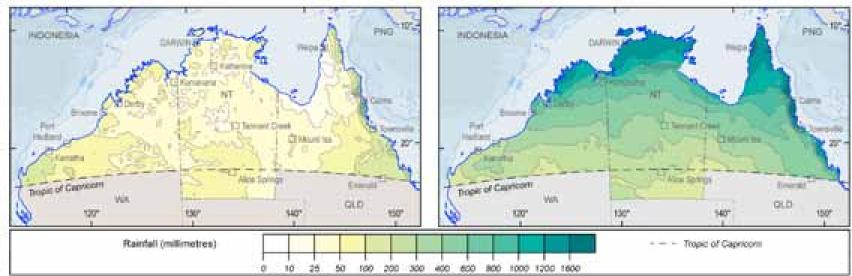 INDONESIA
PNG
10°
DARWIN
Weipa
Katherine
Kununurra
NT
Derby
Broome
Cairns
Port Hedland
Townsville
Tennant Creek
Mount Isa
20°
Karratha
Alice Springs
Emerald
Tropic of Capricorn
WA
QLD
120° 130° 140° 150°
INDONESIA
PNG
10°
DARWIN
Weipa
Kununurra
NT
Derby
Broome
Cairns
Port Hedland
Townsville
Tennant Creek
Mount Isa
20°
Karratha
Alice Springs
Emerald
Tropic of Capricorn
WA
QLD
120° 130° 140° 150°
Rainfall (millimetres)
0 10 25 50 100 200 300 400 600 800 1000 1200 1600
Tropic of Capricorn